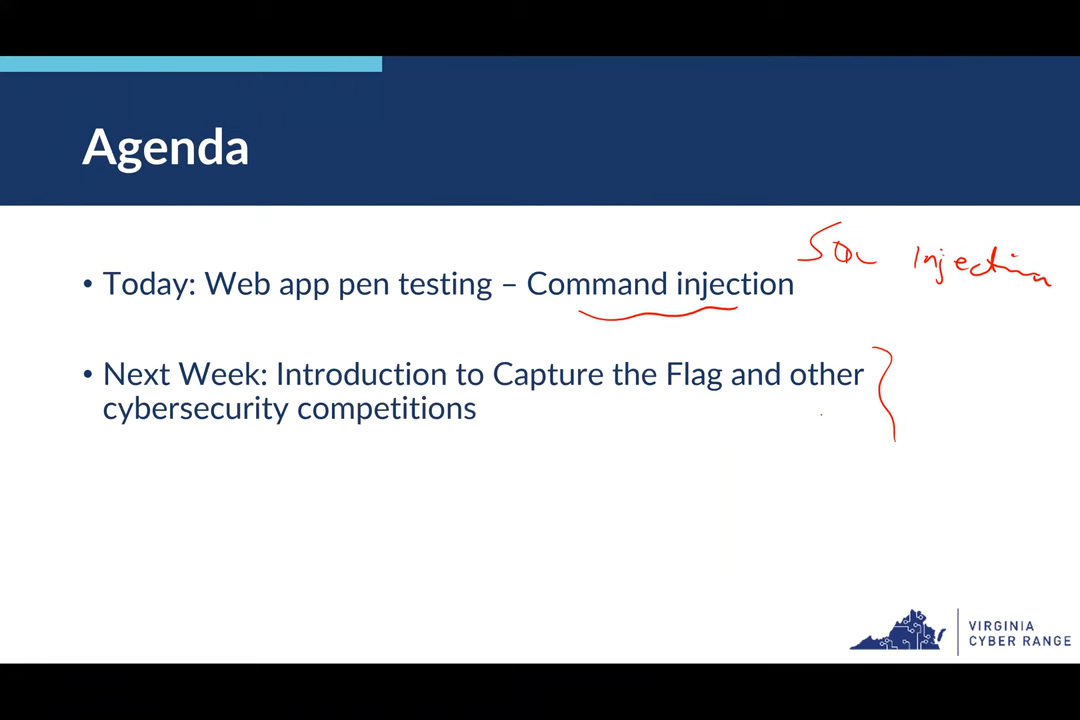 Agenda
SQL Injection
• Today: Web app pen testing – Command injection
• Next Week: Introduction to Capture the Flag and other
cybersecurity competitions
VIRGINIA
CYBER RANGE